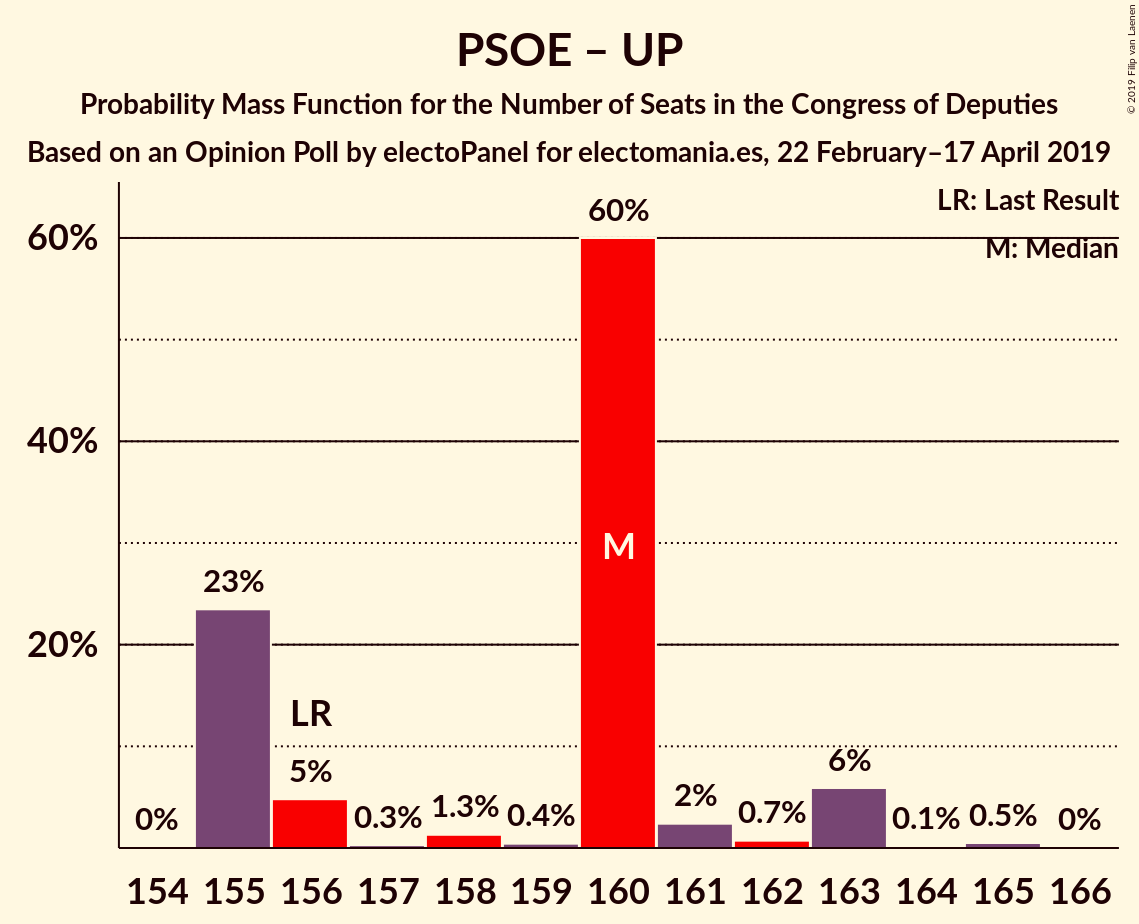 PSOE – UP
Probability Mass Function for the Number of Seats in the Congress of Deputies
Based on an Opinion Poll by electoPanel for electomania.es, 22 February–17 April 2019
© 2019 Filip van Laenen
LR: Last Result
M: Median
60%
40%
20%
0%
23%
LR
5%
0.3%
1.3%
0.4%
60%
M
2%
0.7%
6%
0.1%
0.5%
0%
154 155 156 157 158 159 160 161 162 163 164 165 166